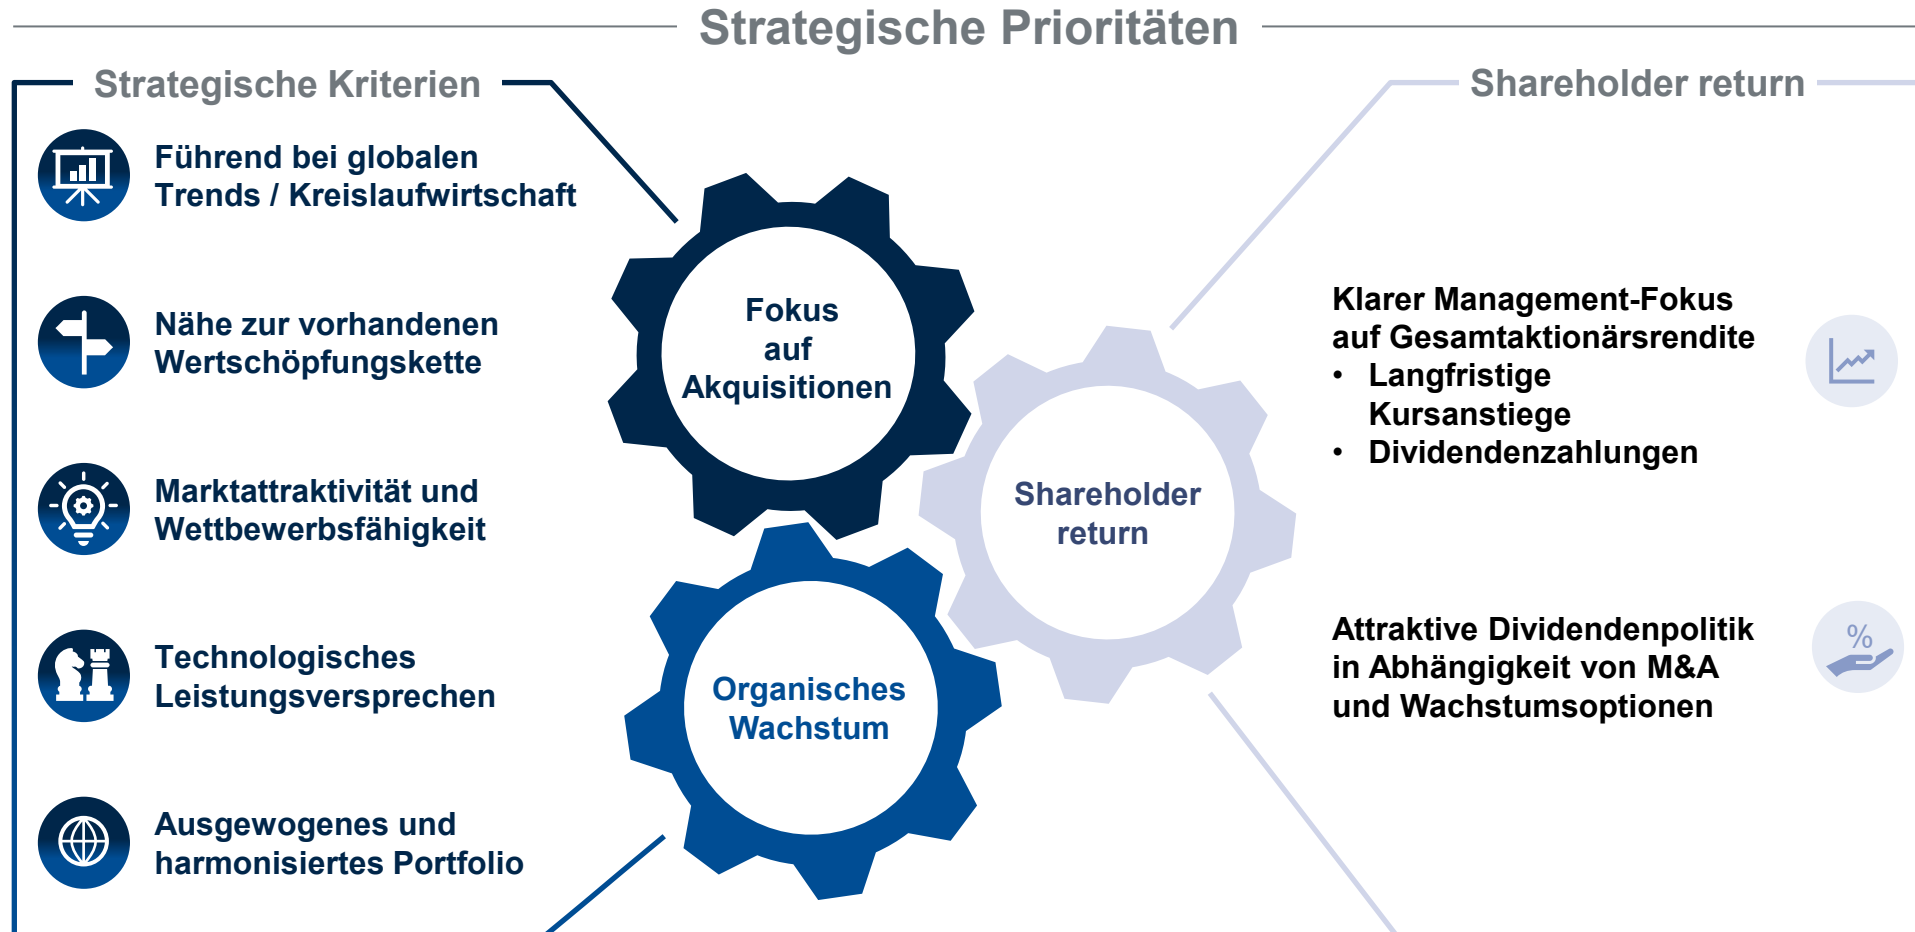 Strategische Prioritäten
Strategische Kriterien
Führend bei globalen
Trends / Kreislaufwirtschaft
Nähe zur vorhandenen
Wertschöpfungskette
Marktattraktivität und
Wettbewerbsfähigkeit
Technologisches
Leistungsversprechen
Ausgewogenes und
harmonisiertes Portfolio
Fokus
auf
Akquisitionen
Organisches
Wachstum
Shareholder
return
Shareholder return
Klarer Management-Fokus
auf Gesamtaktionärsrendite
• Langfristige
Kursanstiege
• Dividendenzahlungen
Attraktive Dividendenpolitik
in Abhängigkeit von M&A
und Wachstumsoptionen
%